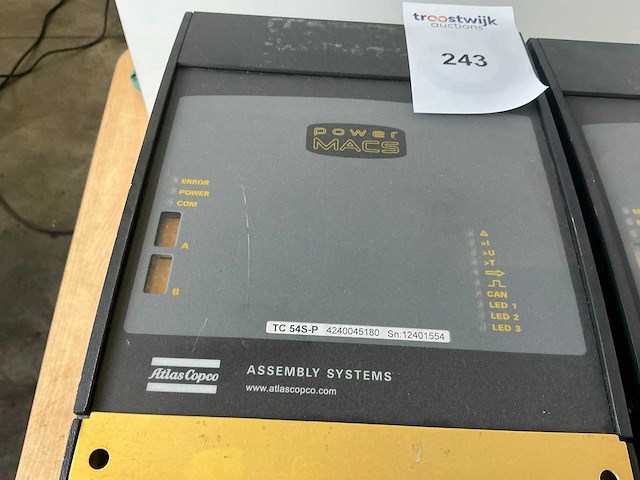 troostwijk
auctions
243
power
MACS
ERROR
POWER
COM
A
B
>I
>U
>T
CAN
LED 1
LED 2
LED 3
TC 54S-P 4240045180 Sn:12401554
Atlas Copco
ASSEMBLY SYSTEMS
www.atlascopco.com